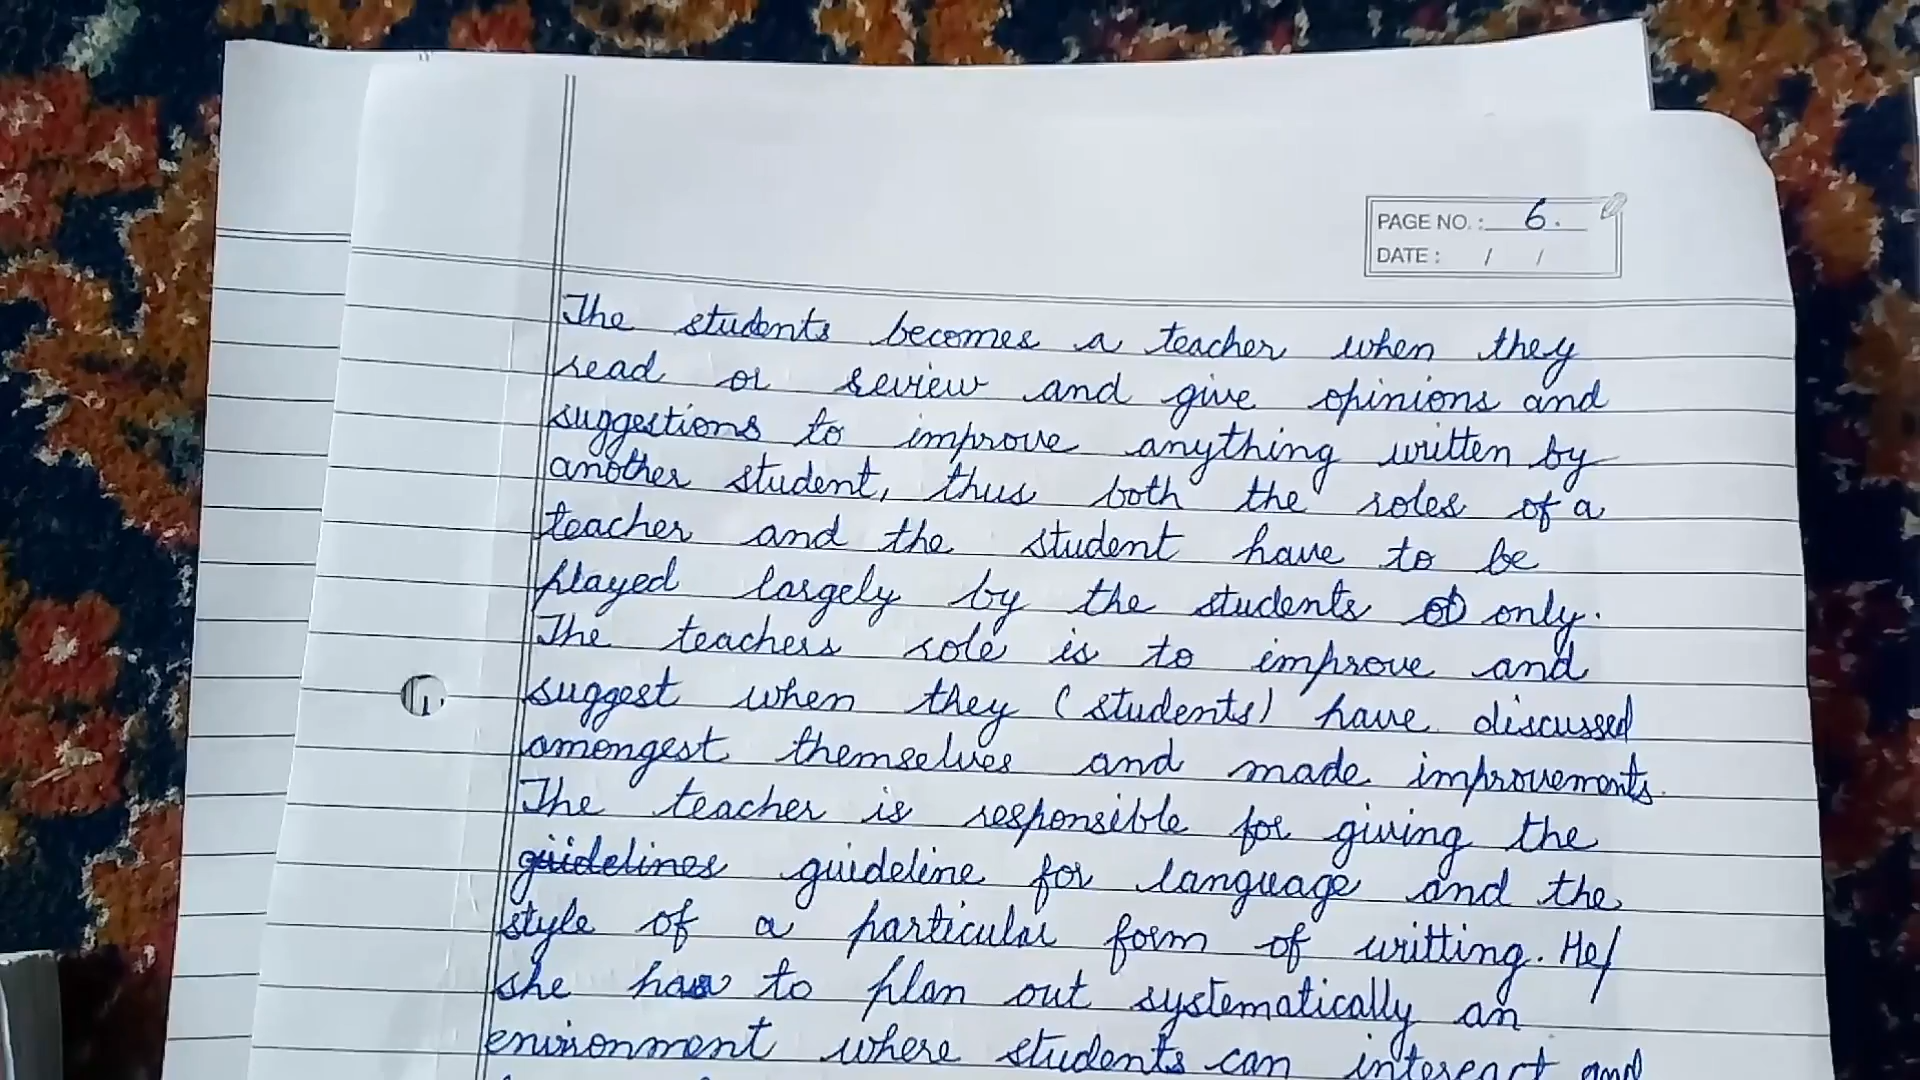 PAGE NO.: 6.
DATE : / /
The students becomes a teacher when they
read or review and give opinions and
suggestions to improve anything written by
another student, thus both the roles of a
teacher and the student have to be
played largely by the students only.
The teachers role is to improve and
suggest when they (students) have discussed
amongest themselves and made improvements.
The teacher is responsible for giving the
guidelines guideline for language and the
style of a particular form of writting. He/
she has to plan out systematically an
environment where students can interact and